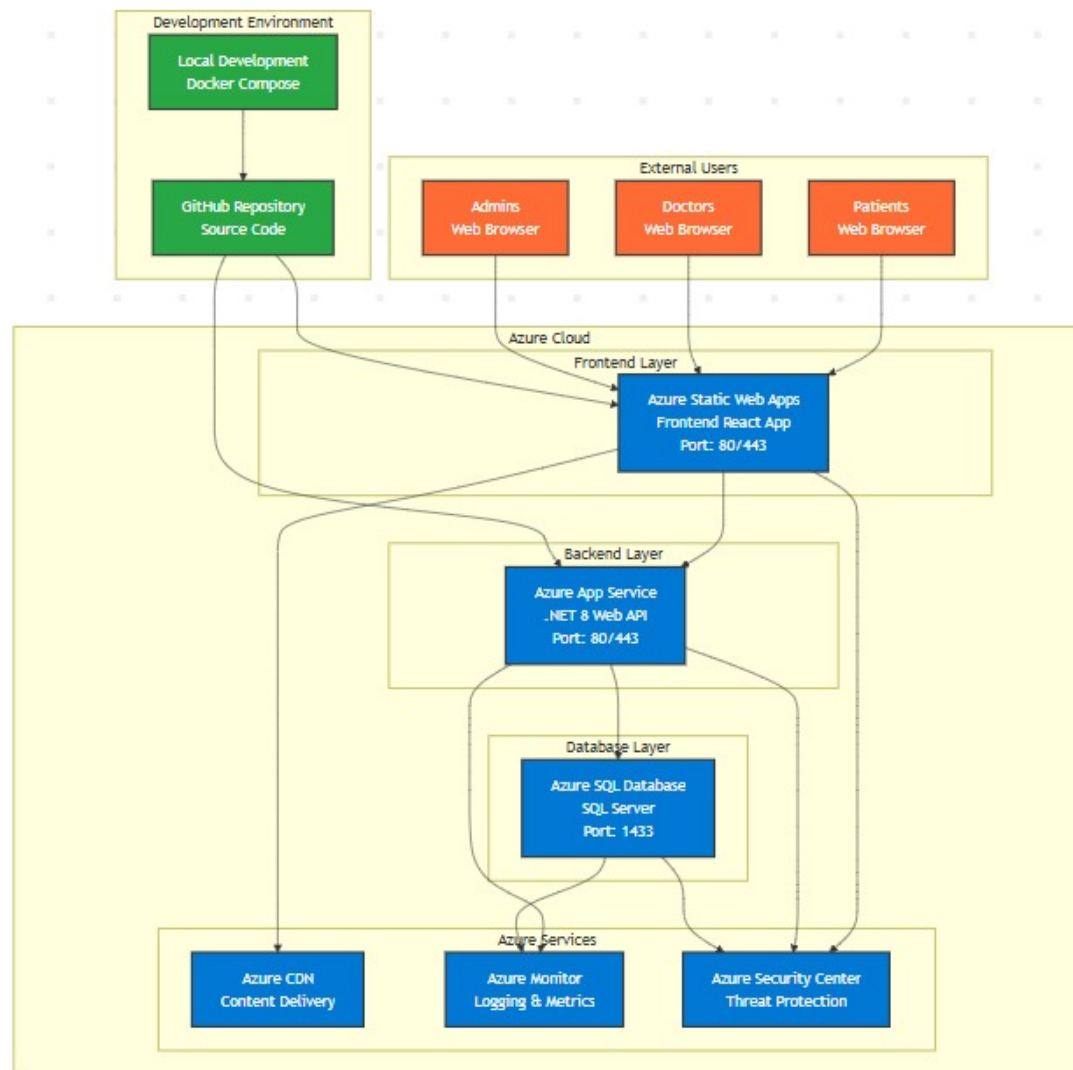 Development Environment
Local Development
Docker Compose
GitHub Repository
Source Code
External Users
Admins
Web Browser
Doctors
Web Browser
Patients
Web Browser
Azure Cloud
Frontend Layer
Azure Static Web Apps
Frontend React App
Port: 80/443
Backend Layer
Azure App Service
.NET 8 Web API
Port: 80/443
Database Layer
Azure SQL Database
SQL Server
Port: 1433
Azure Services
Azure CDN
Content Delivery
Azure Monitor
Logging & Metrics
Azure Security Center
Threat Protection